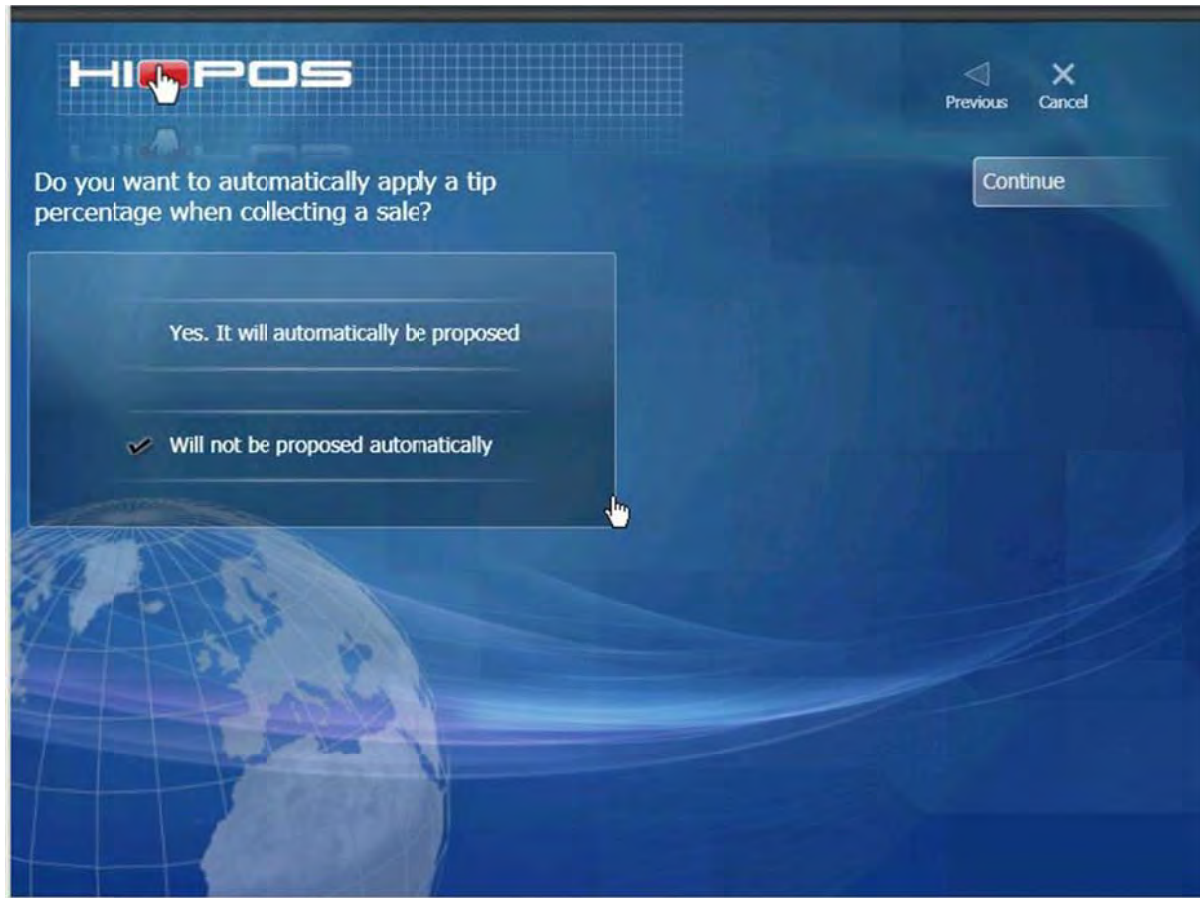 HIOPOS
Previous Cancel
Do you want to automatically apply a tip
percentage when collecting a sale?
Continue
Yes. It will automatically be proposed
Will not be proposed automatically